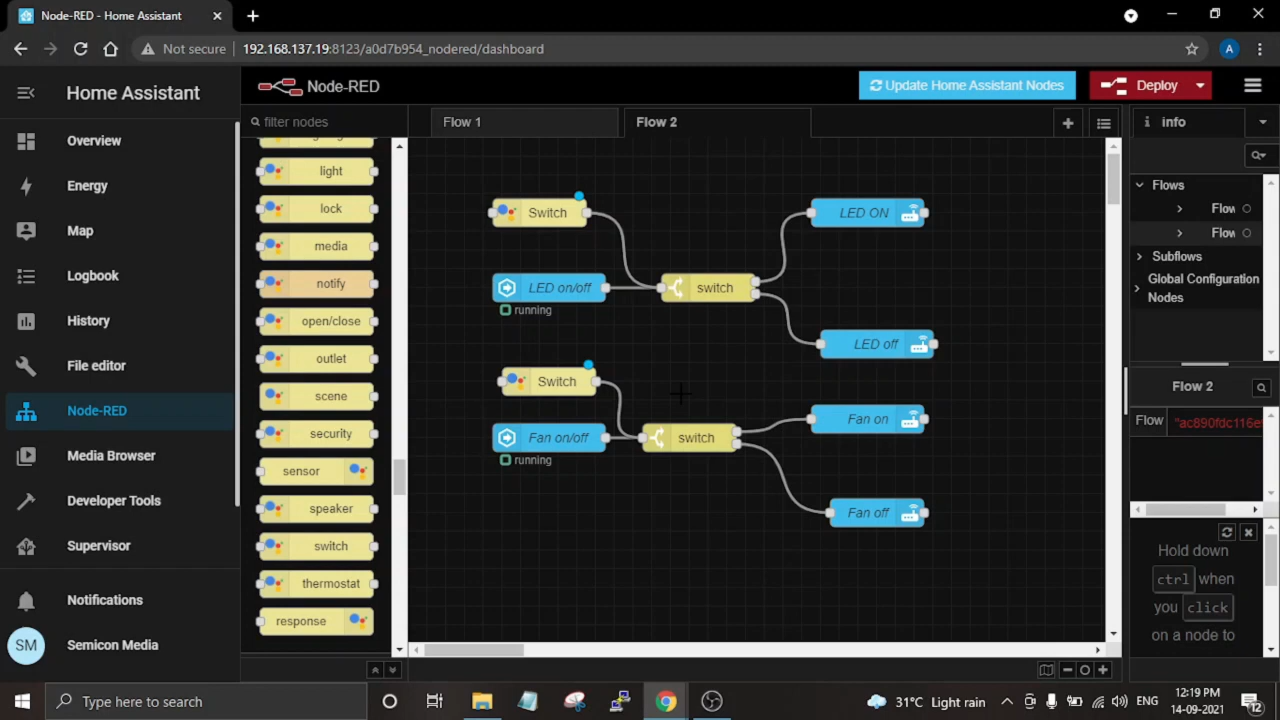 Node-RED - Home Assistant
Not secure
192.168.137.19:8123/a0d7b954_nodered/dashboard
A
Home Assistant
Overview
Energy
Map
Logbook
History
File editor
Node-RED
Media Browser
Developer Tools
Supervisor
Notifications
SM
Semicon Media
Node-RED
Update Home Assistant Nodes
Deploy
filter nodes
light
lock
media
notify
open/close
outlet
scene
security
sensor
speaker
switch
thermostat
response
Flow 1
Flow 2
Switch
LED on/off
running
switch
LED ON
LED off
Switch
Fan on/off
running
switch
Fan on
Fan off
i info
Flows
Flow
Flow
Subflows
Global Configuration
Nodes
Flow 2
Flow
"ac890fdc116e
Hold down
ctrl when
you click
on a node to
Type here to search
31°C Light rain
ENG
12:19 PM
14-09-2021
12